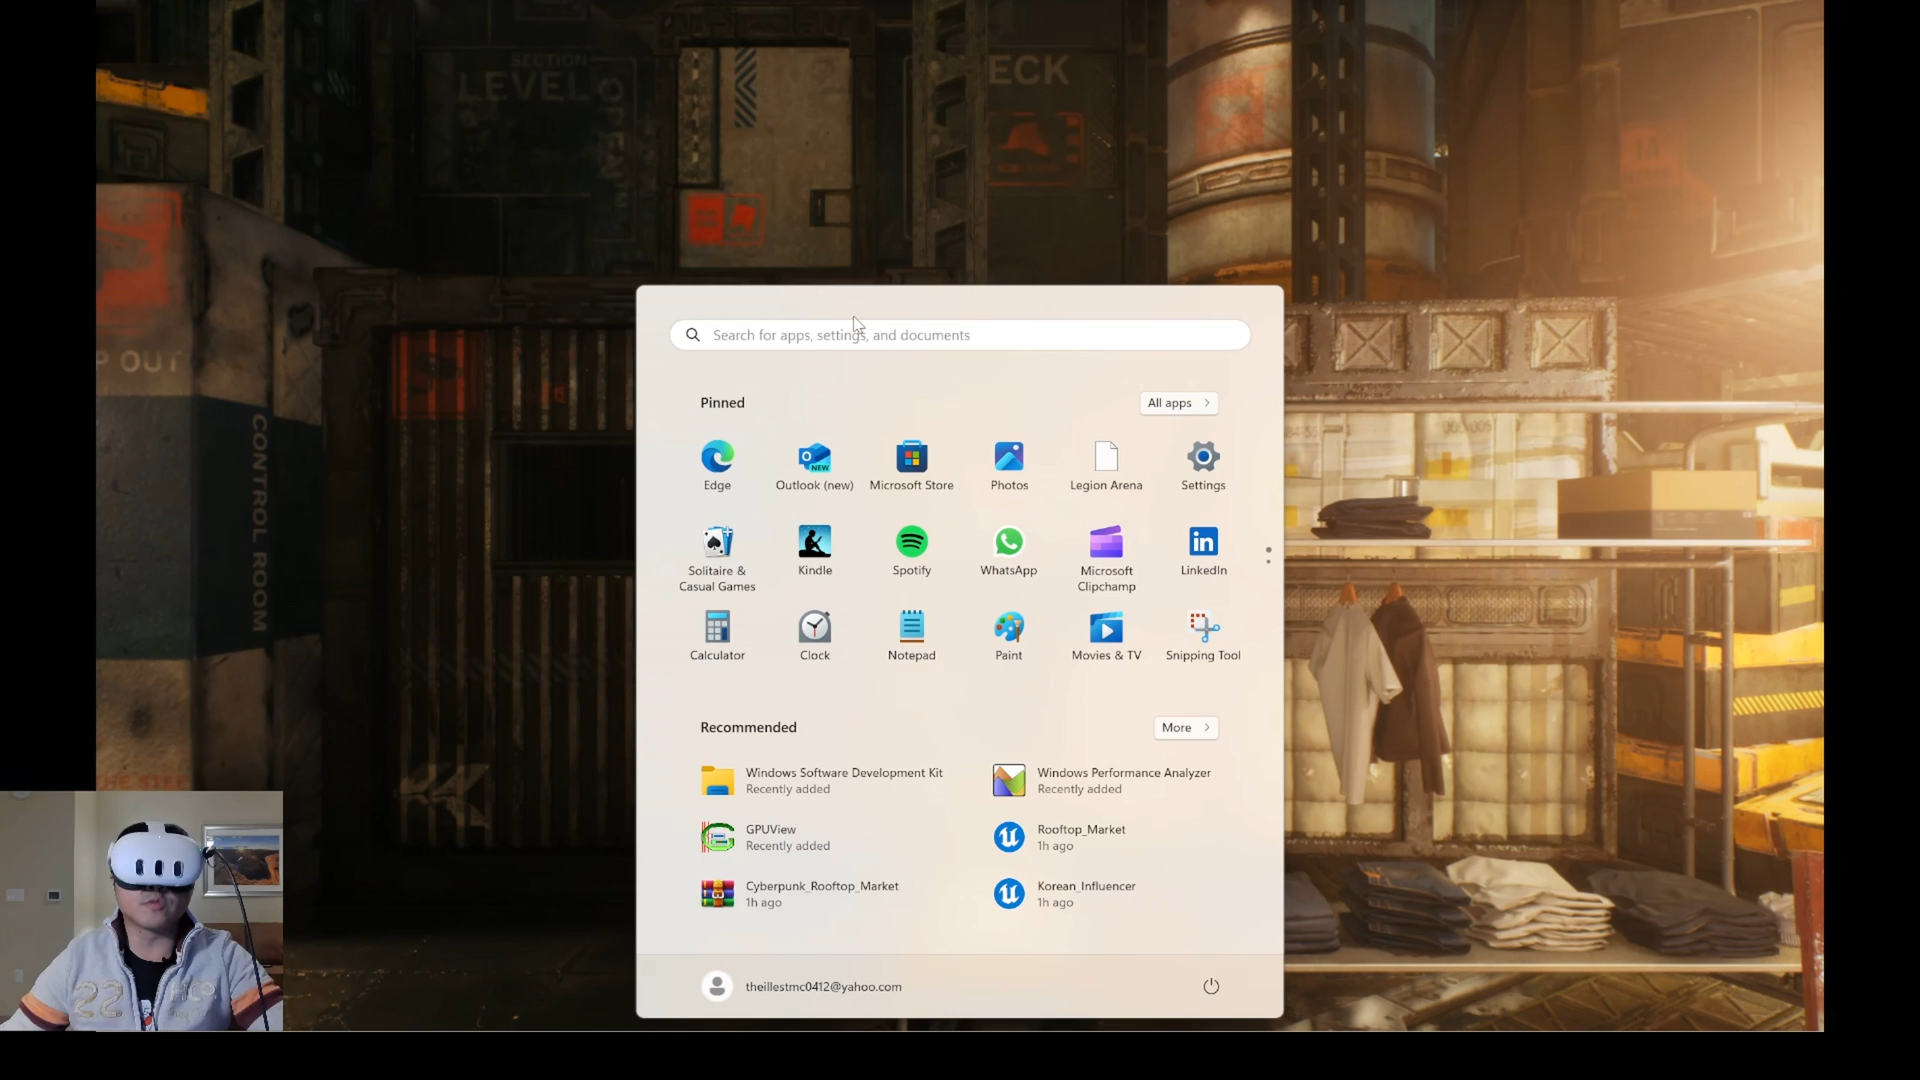 SECTION
LEVEL
ECK
P OUT
CONTROL ROOM
Search for apps, settings, and documents
Pinned
All apps
Edge
Outlook (new)
Microsoft Store
Photos
Legion Arena
Settings
NEW
Solitaire &
Casual Games
Kindle
Spotify
WhatsApp
Microsoft
Clipchamp
LinkedIn
in
Calculator
Clock
Notepad
Paint
Movies & TV
Snipping Tool
Recommended
More
Windows Software Development Kit
Recently added
Windows Performance Analyzer
Recently added
GPUView
Recently added
Rooftop_Market
1h ago
Cyberpunk_Rooftop_Market
1h ago
Korean_Influencer
1h ago
theillestmc0412@yahoo.com
22